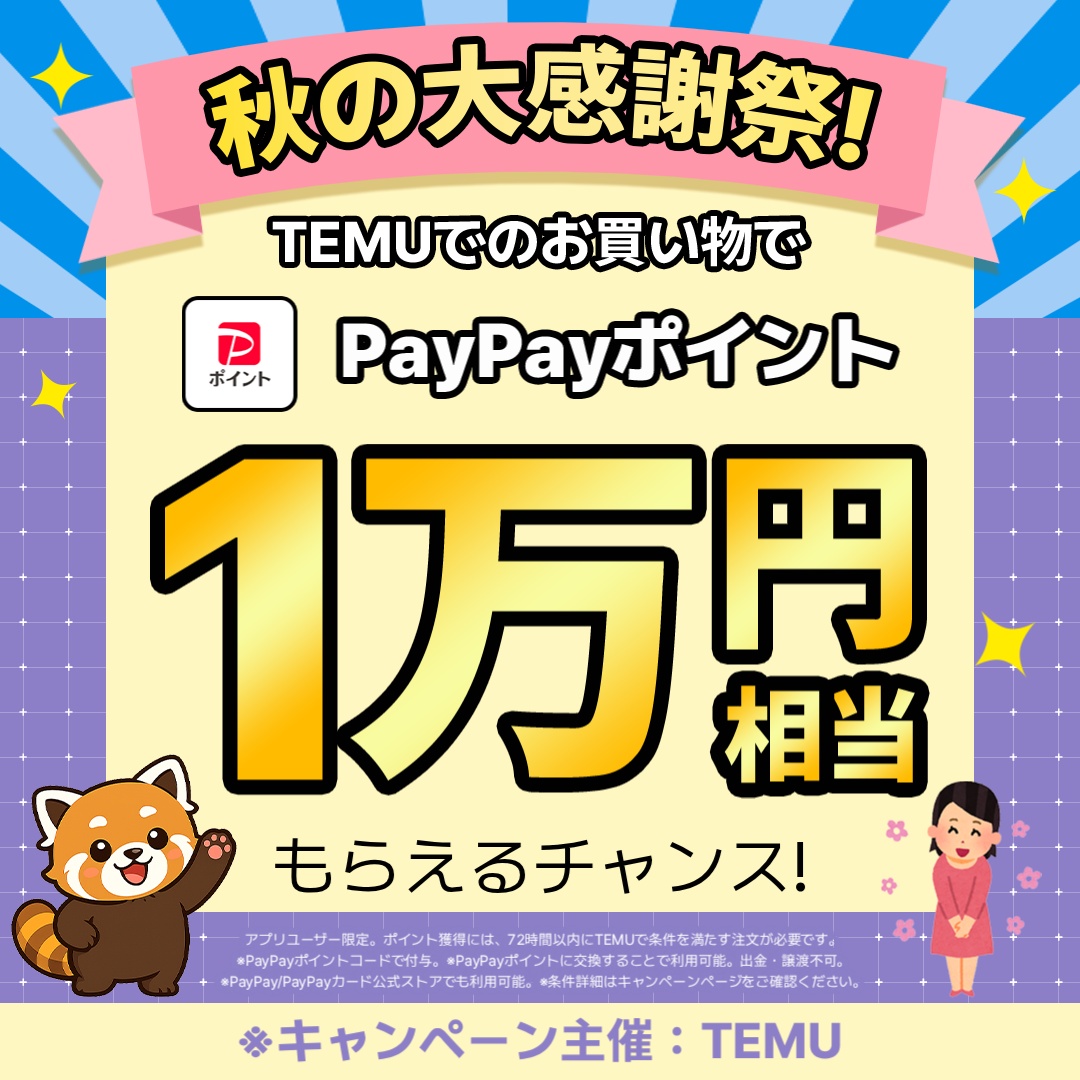 秋の大感謝祭!
TEMUでのお買い物で
ポイント
PayPayポイント
1万円
相当
もらえるチャンス!
アプリユーザー限定。ポイント獲得には、72時間以内にTEMUで条件を満たす注文が必要です。
※PayPayポイントコードで付与。※PayPayポイントに交換することで利用可能。出金・譲渡不可。
※PayPay/PayPayカード公式ストアでも利用可能。※条件詳細はキャンペーンページをご確認ください。
※キャンペーン主催：TEMU